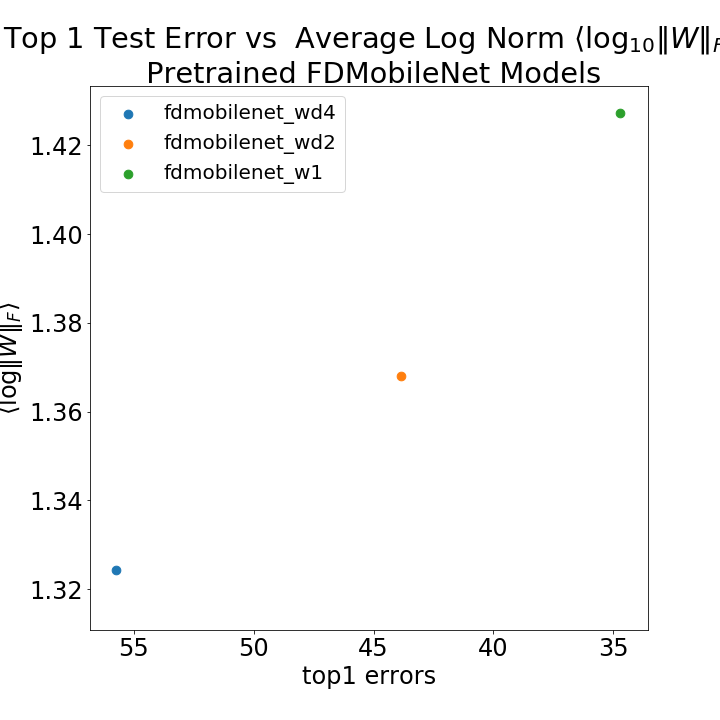 Top 1 Test Error vs Average Log Norm ⟨log₁₀‖W‖F
Pretrained FDMobileNet Models
fdmobilenet_wd4
fdmobilenet_wd2
fdmobilenet_w1
1.42
1.40
1.38
1.36
1.34
1.32
⟨log‖W‖F⟩
55 50 45 40 35
top1 errors